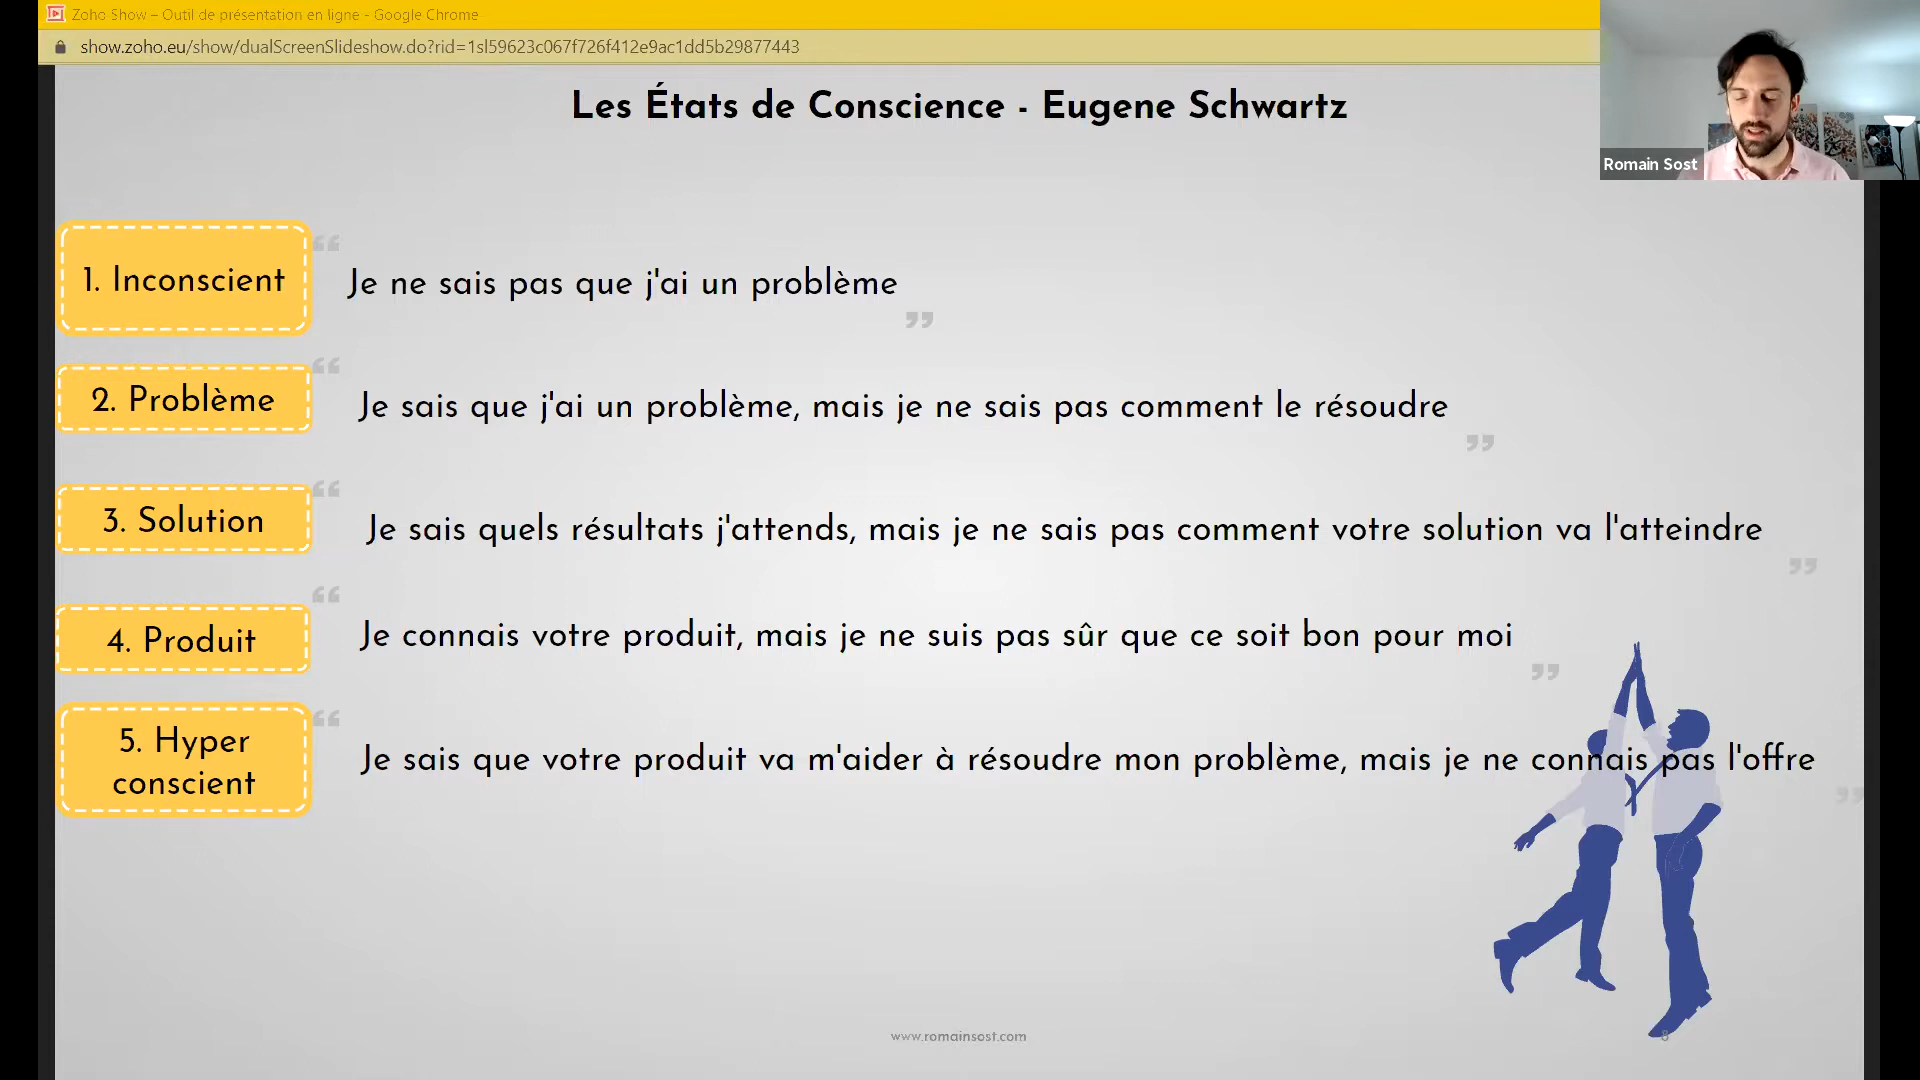 Zoho Show – Outil de présentation en ligne - Google Chrome
show.zoho.eu/show/dualScreenSlideshow.do?rid=1sl59623c067f726f412e9ac1dd5b29877443
Les États de Conscience - Eugene Schwartz
Romain Sost
1. Inconscient
“ Je ne sais pas que j'ai un problème ”
2. Problème
“ Je sais que j'ai un problème, mais je ne sais pas comment le résoudre ”
3. Solution
“ Je sais quels résultats j'attends, mais je ne sais pas comment votre solution va l'atteindre ”
4. Produit
“ Je connais votre produit, mais je ne suis pas sûr que ce soit bon pour moi ”
5. Hyper
conscient
“ Je sais que votre produit va m'aider à résoudre mon problème, mais je ne connais pas l'offre ”
www.romainsost.com
8